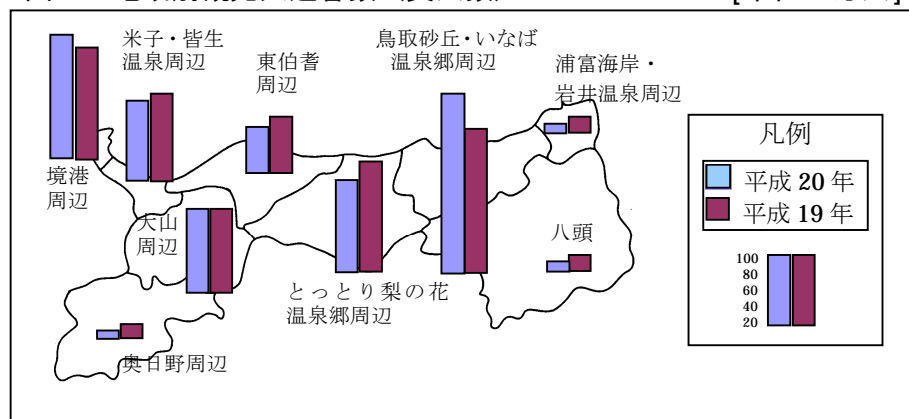 米子・皆生
温泉周辺
東伯耆
周辺
鳥取砂丘・いなば
温泉郷周辺
浦富海岸・
岩井温泉周辺
境港
周辺
大山
周辺
とっとり梨の花
温泉郷周辺
八頭
奥日野周辺
凡例
平成 20 年
平成 19 年
100
80
60
40
20